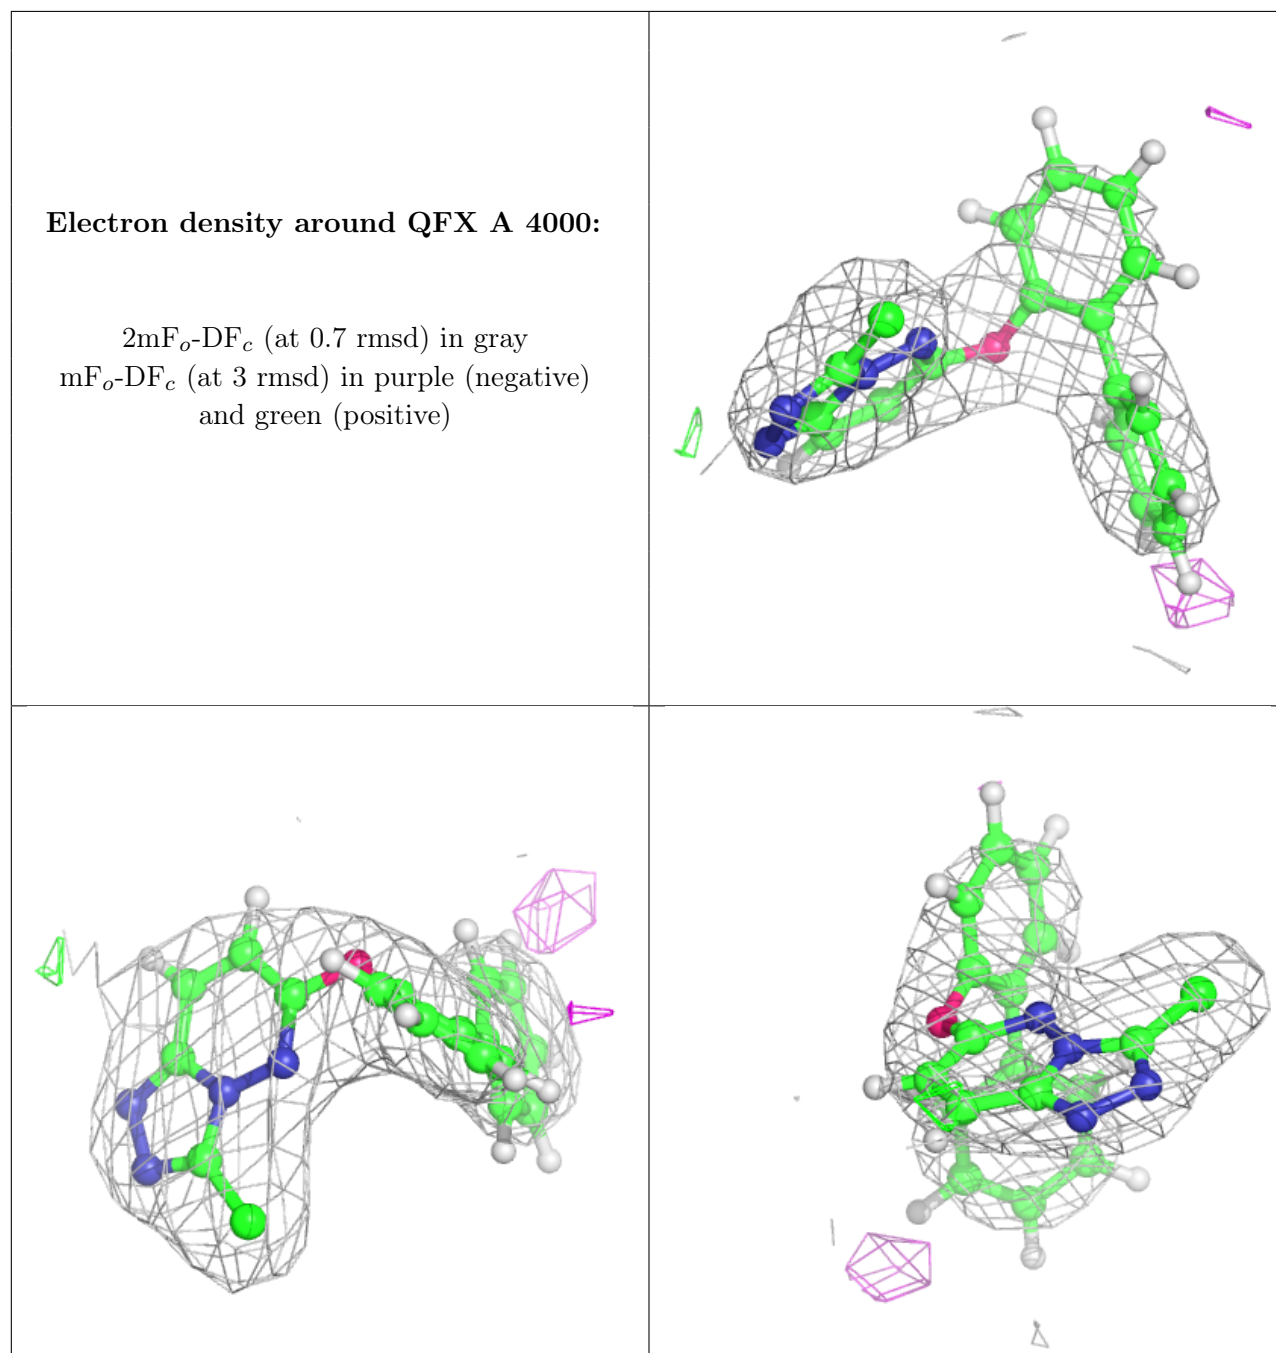 Electron density around QFX A 4000:
2mFo-DFc (at 0.7 rmsd) in gray
mFo-DFc (at 3 rmsd) in purple (negative)
and green (positive)